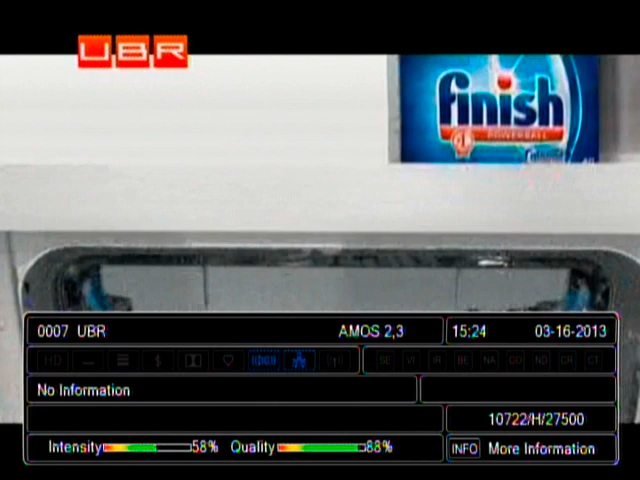 UBR
finish
POWERBALL
0007 UBR AMOS 2,3 15:24 03-16-2013
HD $ SE VI IR BE NA CO ND CR CT
No Information
10722/H/27500
Intensity 58% Quality 88% INFO More Information